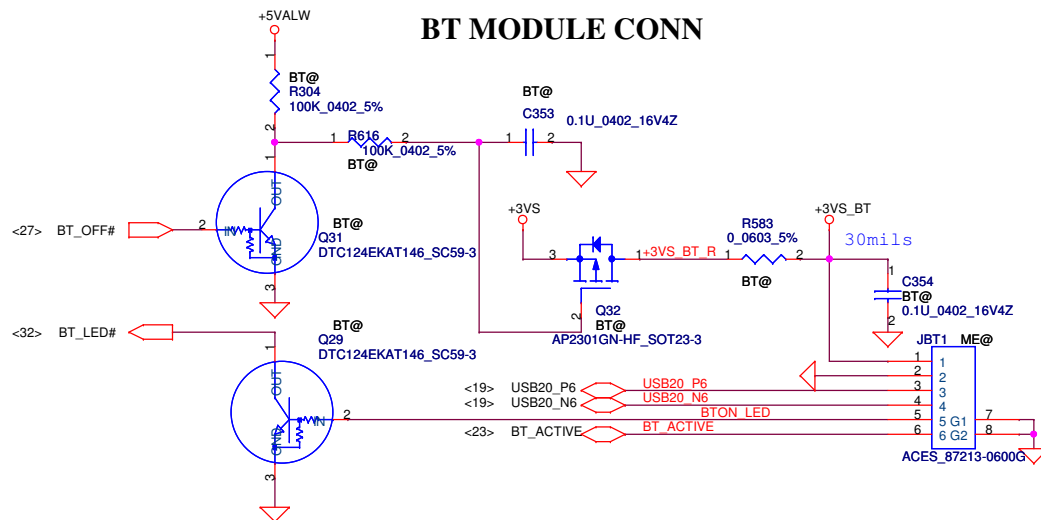 BT MODULE CONN
+5VALW
1
BT@
R304
100K_0402_5%
2
1 R616 2
100K_0402_5%
BT@
BT@
C353
0.1U_0402_16V4Z
1 2
1
OUT
<27> BT_OFF# 2 IN
GND
BT@
Q31
DTC124EKAT146_SC59-3
3
+3VS
3 1
+3VS_BT_R
2
Q32
BT@
AP2301GN-HF_SOT23-3
R583
0_0603_5%
1 2
BT@
+3VS_BT
30mils
1
C354
BT@
0.1U_0402_16V4Z
2
<32> BT_LED#
BT@
Q29
DTC124EKAT146_SC59-3
1
OUT
IN 2
GND
3
JBT1 ME@
1 1
2 2
<19> USB20_P6 USB20_P6 3 3
<19> USB20_N6 USB20_N6 4 4
BTON_LED 5 5 G1 7
<23> BT_ACTIVE BT_ACTIVE 6 6 G2 8
ACES_87213-0600G